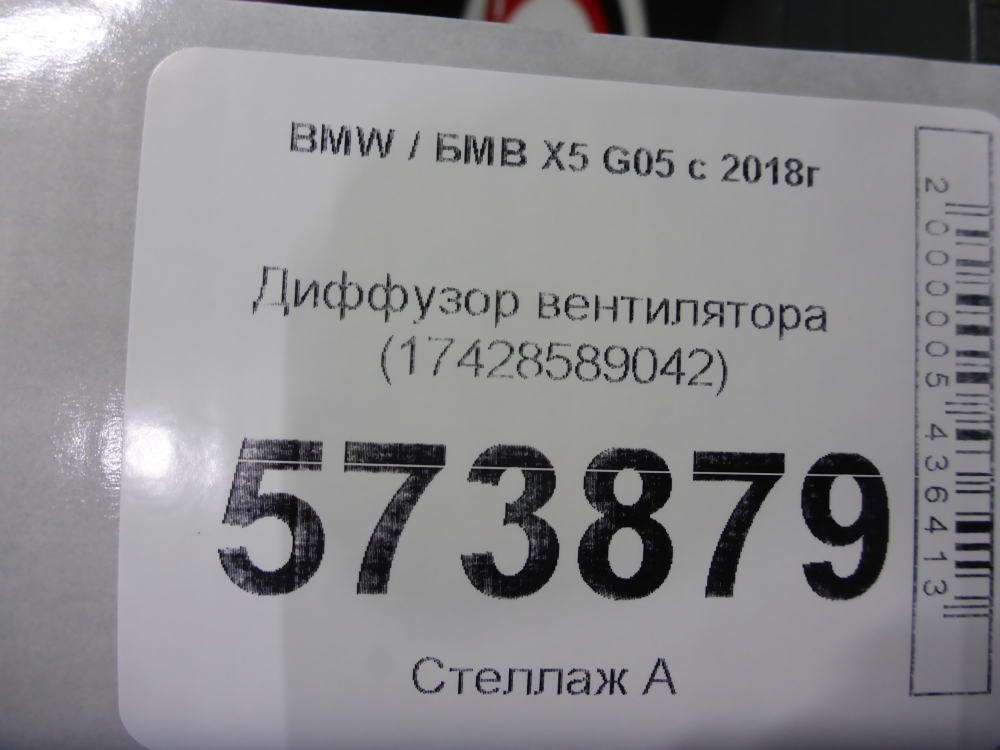 BMW / БМВ X5 G05 с 2018г
Диффузор вентилятора
(17428589042)
573879
Стеллаж А
2000005436413